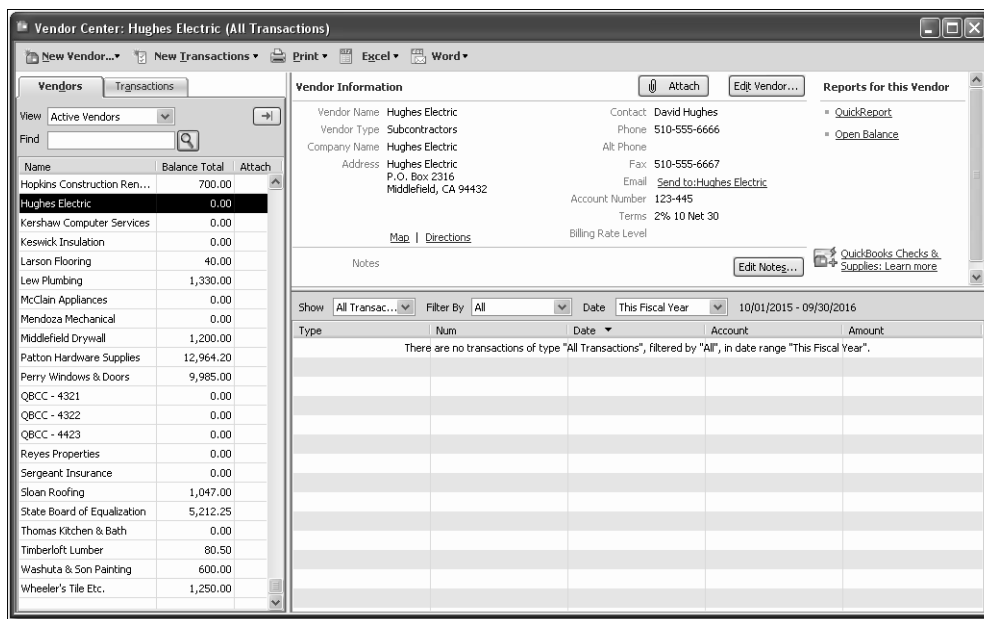 Vendor Center: Hughes Electric (All Transactions)
New Vendor... New Transactions Print Excel Word
Vendors Transactions
View Active Vendors
Find
Name Balance Total Attach
Hopkins Construction Ren... 700.00
Hughes Electric 0.00
Kershaw Computer Services 0.00
Keswick Insulation 0.00
Larson Flooring 40.00
Lew Plumbing 1,330.00
McClain Appliances 0.00
Mendoza Mechanical 0.00
Middlefield Drywall 1,200.00
Patton Hardware Supplies 12,964.20
Perry Windows & Doors 9,985.00
QBCC - 4321 0.00
QBCC - 4322 0.00
QBCC - 4423 0.00
Reyes Properties 0.00
Sergeant Insurance 0.00
Sloan Roofing 1,047.00
State Board of Equalization 5,212.25
Thomas Kitchen & Bath 0.00
Timberloft Lumber 80.50
Washuta & Son Painting 600.00
Wheeler's Tile Etc. 1,250.00
Vendor Information Attach Edit Vendor...
Vendor Name Hughes Electric
Vendor Type Subcontractors
Company Name Hughes Electric
Address Hughes Electric
P.O. Box 2316
Middlefield, CA 94432
Map | Directions
Contact David Hughes
Phone 510-555-6666
Alt Phone
Fax 510-555-6667
Email Send to:Hughes Electric
Account Number 123-445
Terms 2% 10 Net 30
Billing Rate Level
Notes Edit Notes...
Reports for this Vendor
QuickReport
Open Balance
QuickBooks Checks &
Supplies: Learn more
Show All Transac... Filter By All Date This Fiscal Year 10/01/2015 - 09/30/2016
Type Num Date Account Amount
There are no transactions of type "All Transactions", filtered by "All", in date range "This Fiscal Year".